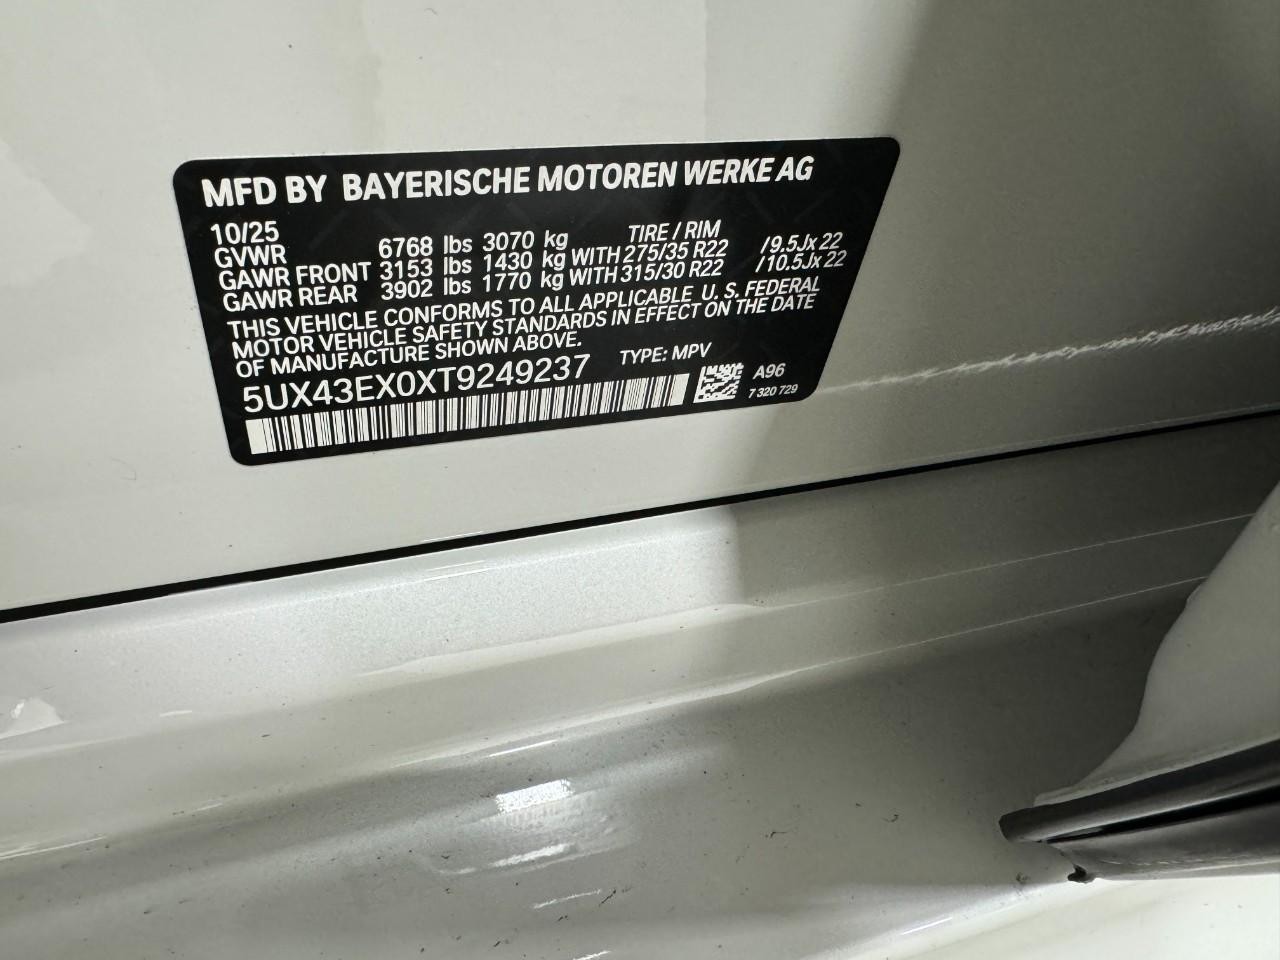 MFD BY BAYERISCHE MOTOREN WERKE AG
10/25 TIRE / RIM
GVWR 6768 lbs 3070 kg
GAWR FRONT 3153 lbs 1430 kg WITH 275/35 R22 /9.5Jx22
GAWR REAR 3902 lbs 1770 kg WITH 315/30 R22 /10.5Jx22
THIS VEHICLE CONFORMS TO ALL APPLICABLE U. S. FEDERAL
MOTOR VEHICLE SAFETY STANDARDS IN EFFECT ON THE DATE
OF MANUFACTURE SHOWN ABOVE.
5UX43EX0XT9249237 TYPE: MPV
A96
7 320 729